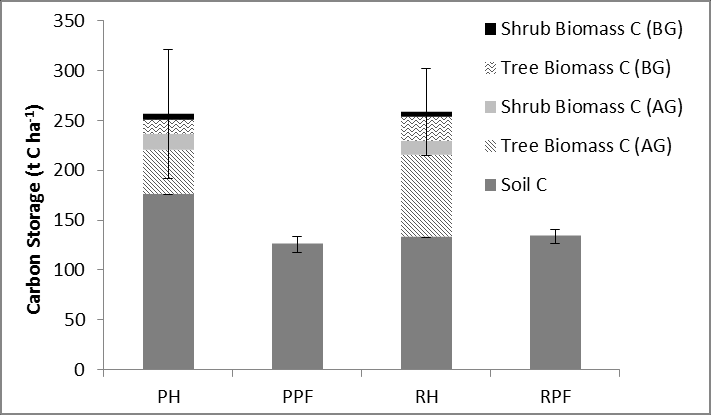 400
350
300
250
200
150
100
50
0
Carbon Storage (t C ha-1)
PH
PPF
RH
RPF
Shrub Biomass C (BG)
Tree Biomass C (BG)
Shrub Biomass C (AG)
Tree Biomass C (AG)
Soil C